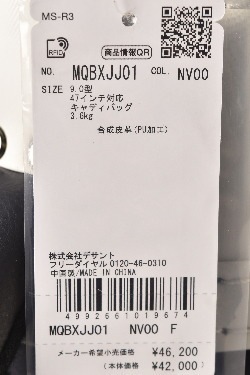 MS-R3
RFID
商品情報QR
NO. MQBXJJ01 COL. NV00
SIZE 9.0型
47インチ対応
キャディバッグ
3.6kg
合成皮革(PU加工)
株式会社デサント
フリーダイヤル 0120-46-0310
中国製/MADE IN CHINA
4992661019674
MQBXJJ01 NV00 F
メーカー希望小売価格 ¥46,200
(本体価格 ¥42,000)